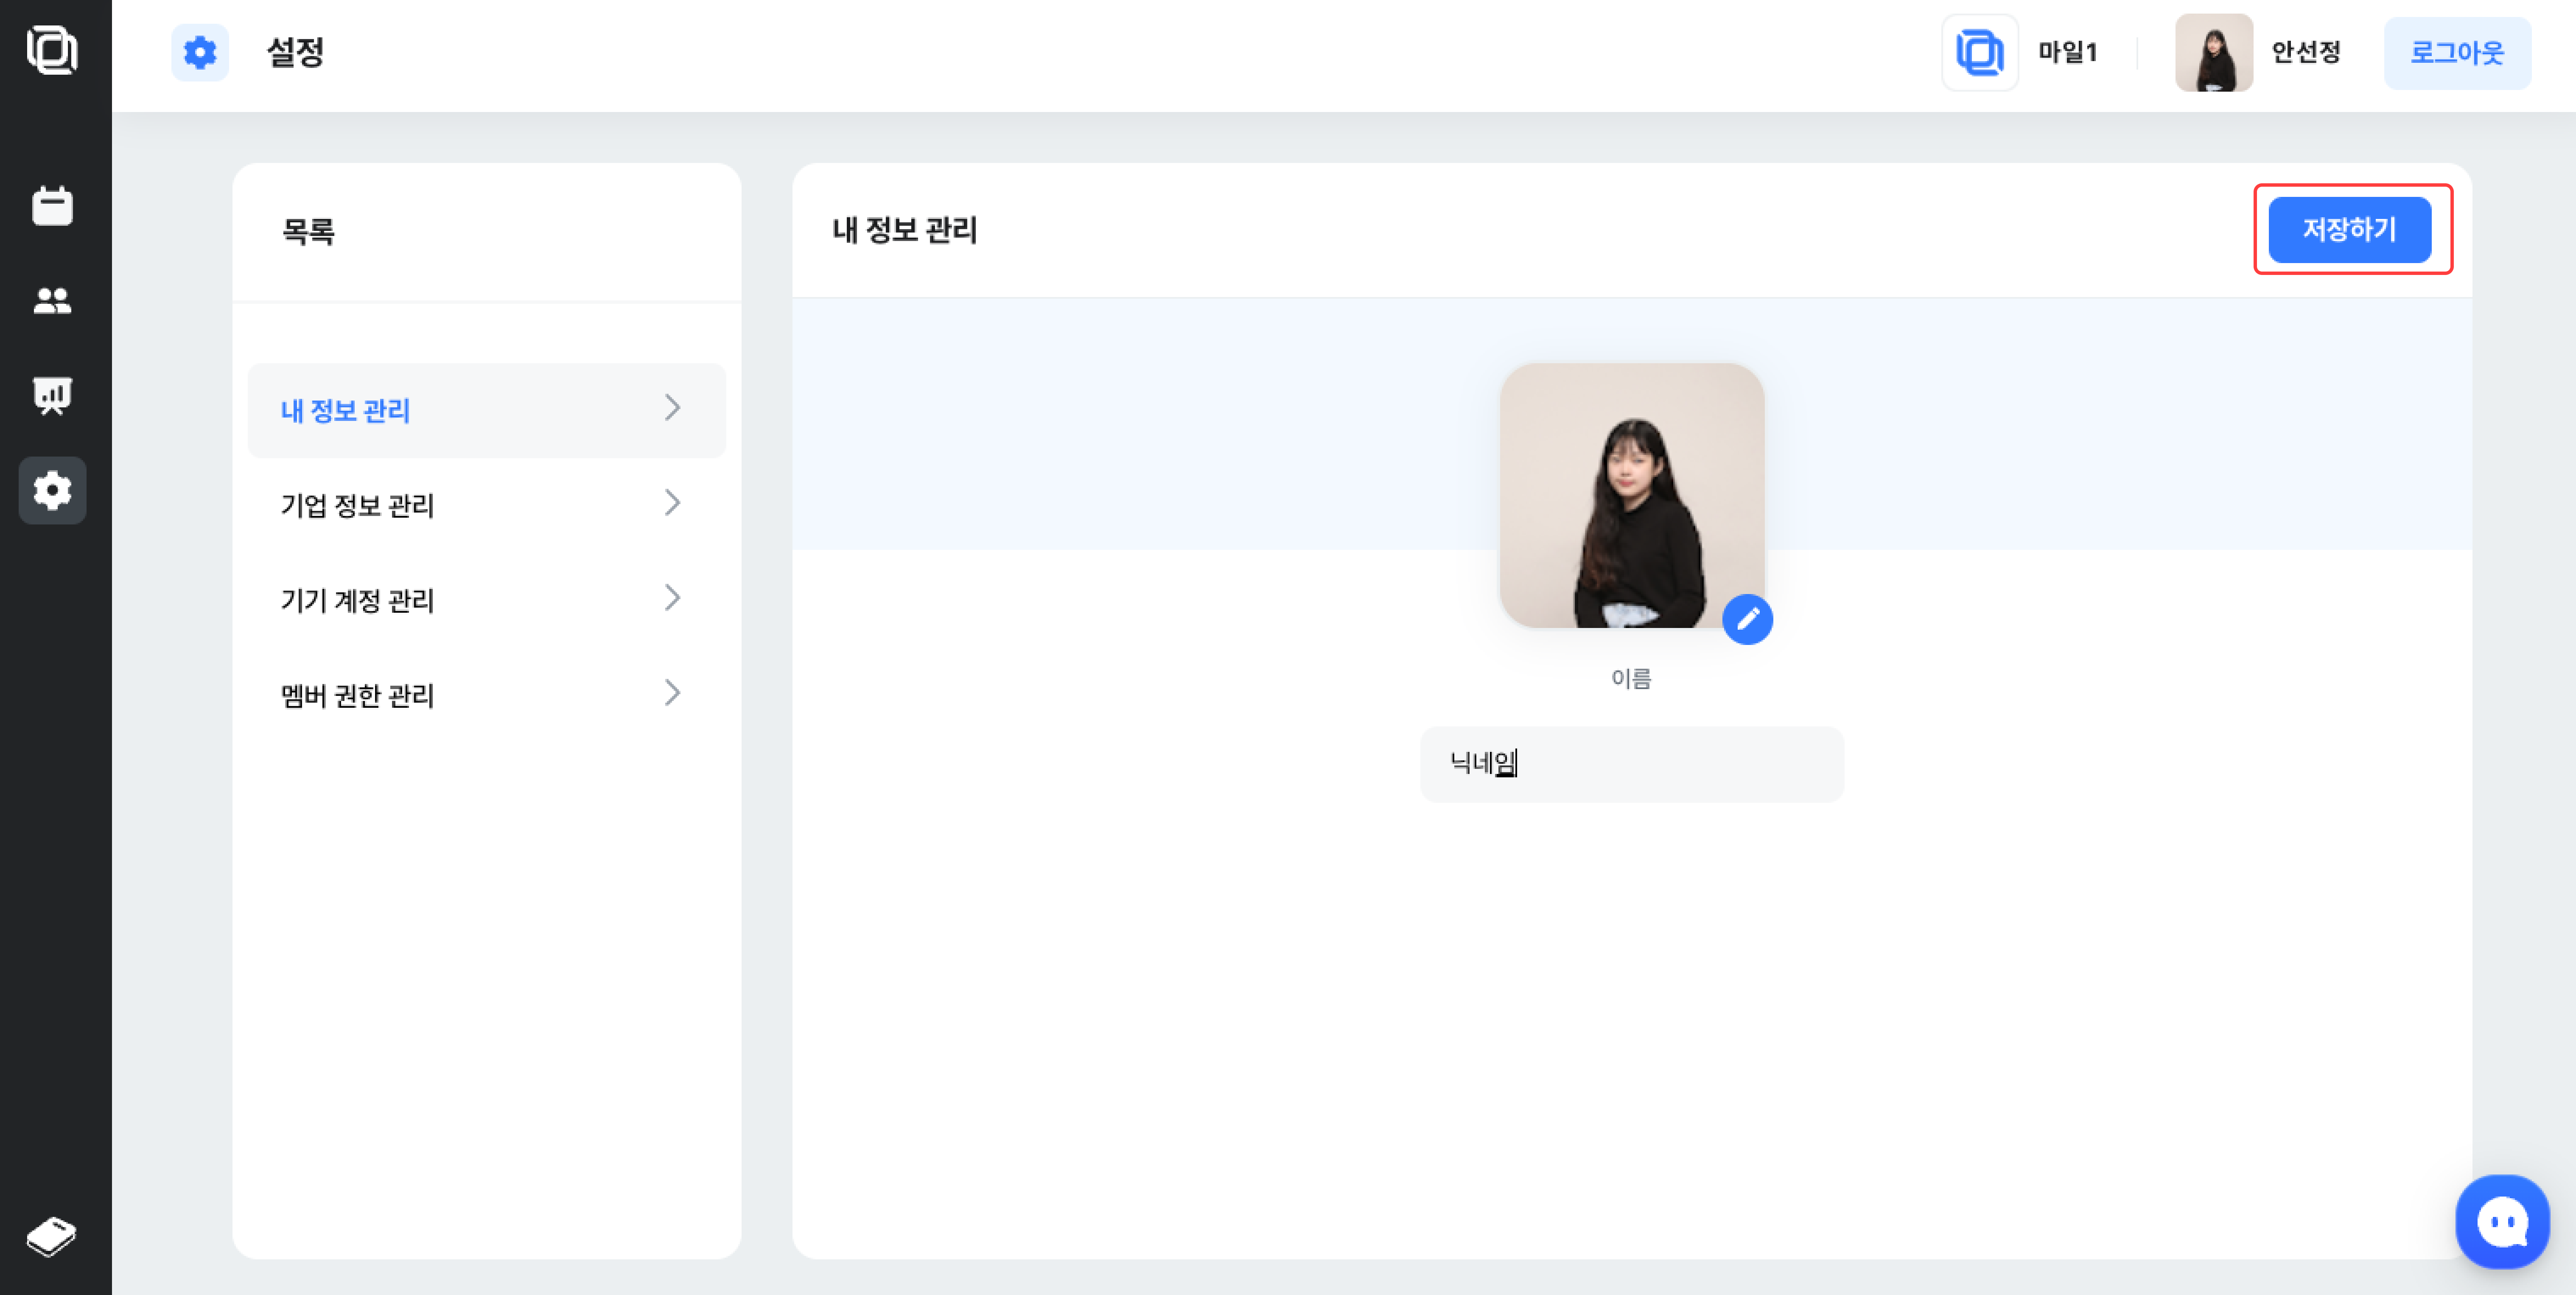 설정
마일1
안선정
로그아웃
목록
내 정보 관리
기업 정보 관리
기기 계정 관리
멤버 권한 관리
내 정보 관리
저장하기
이름
닉네임